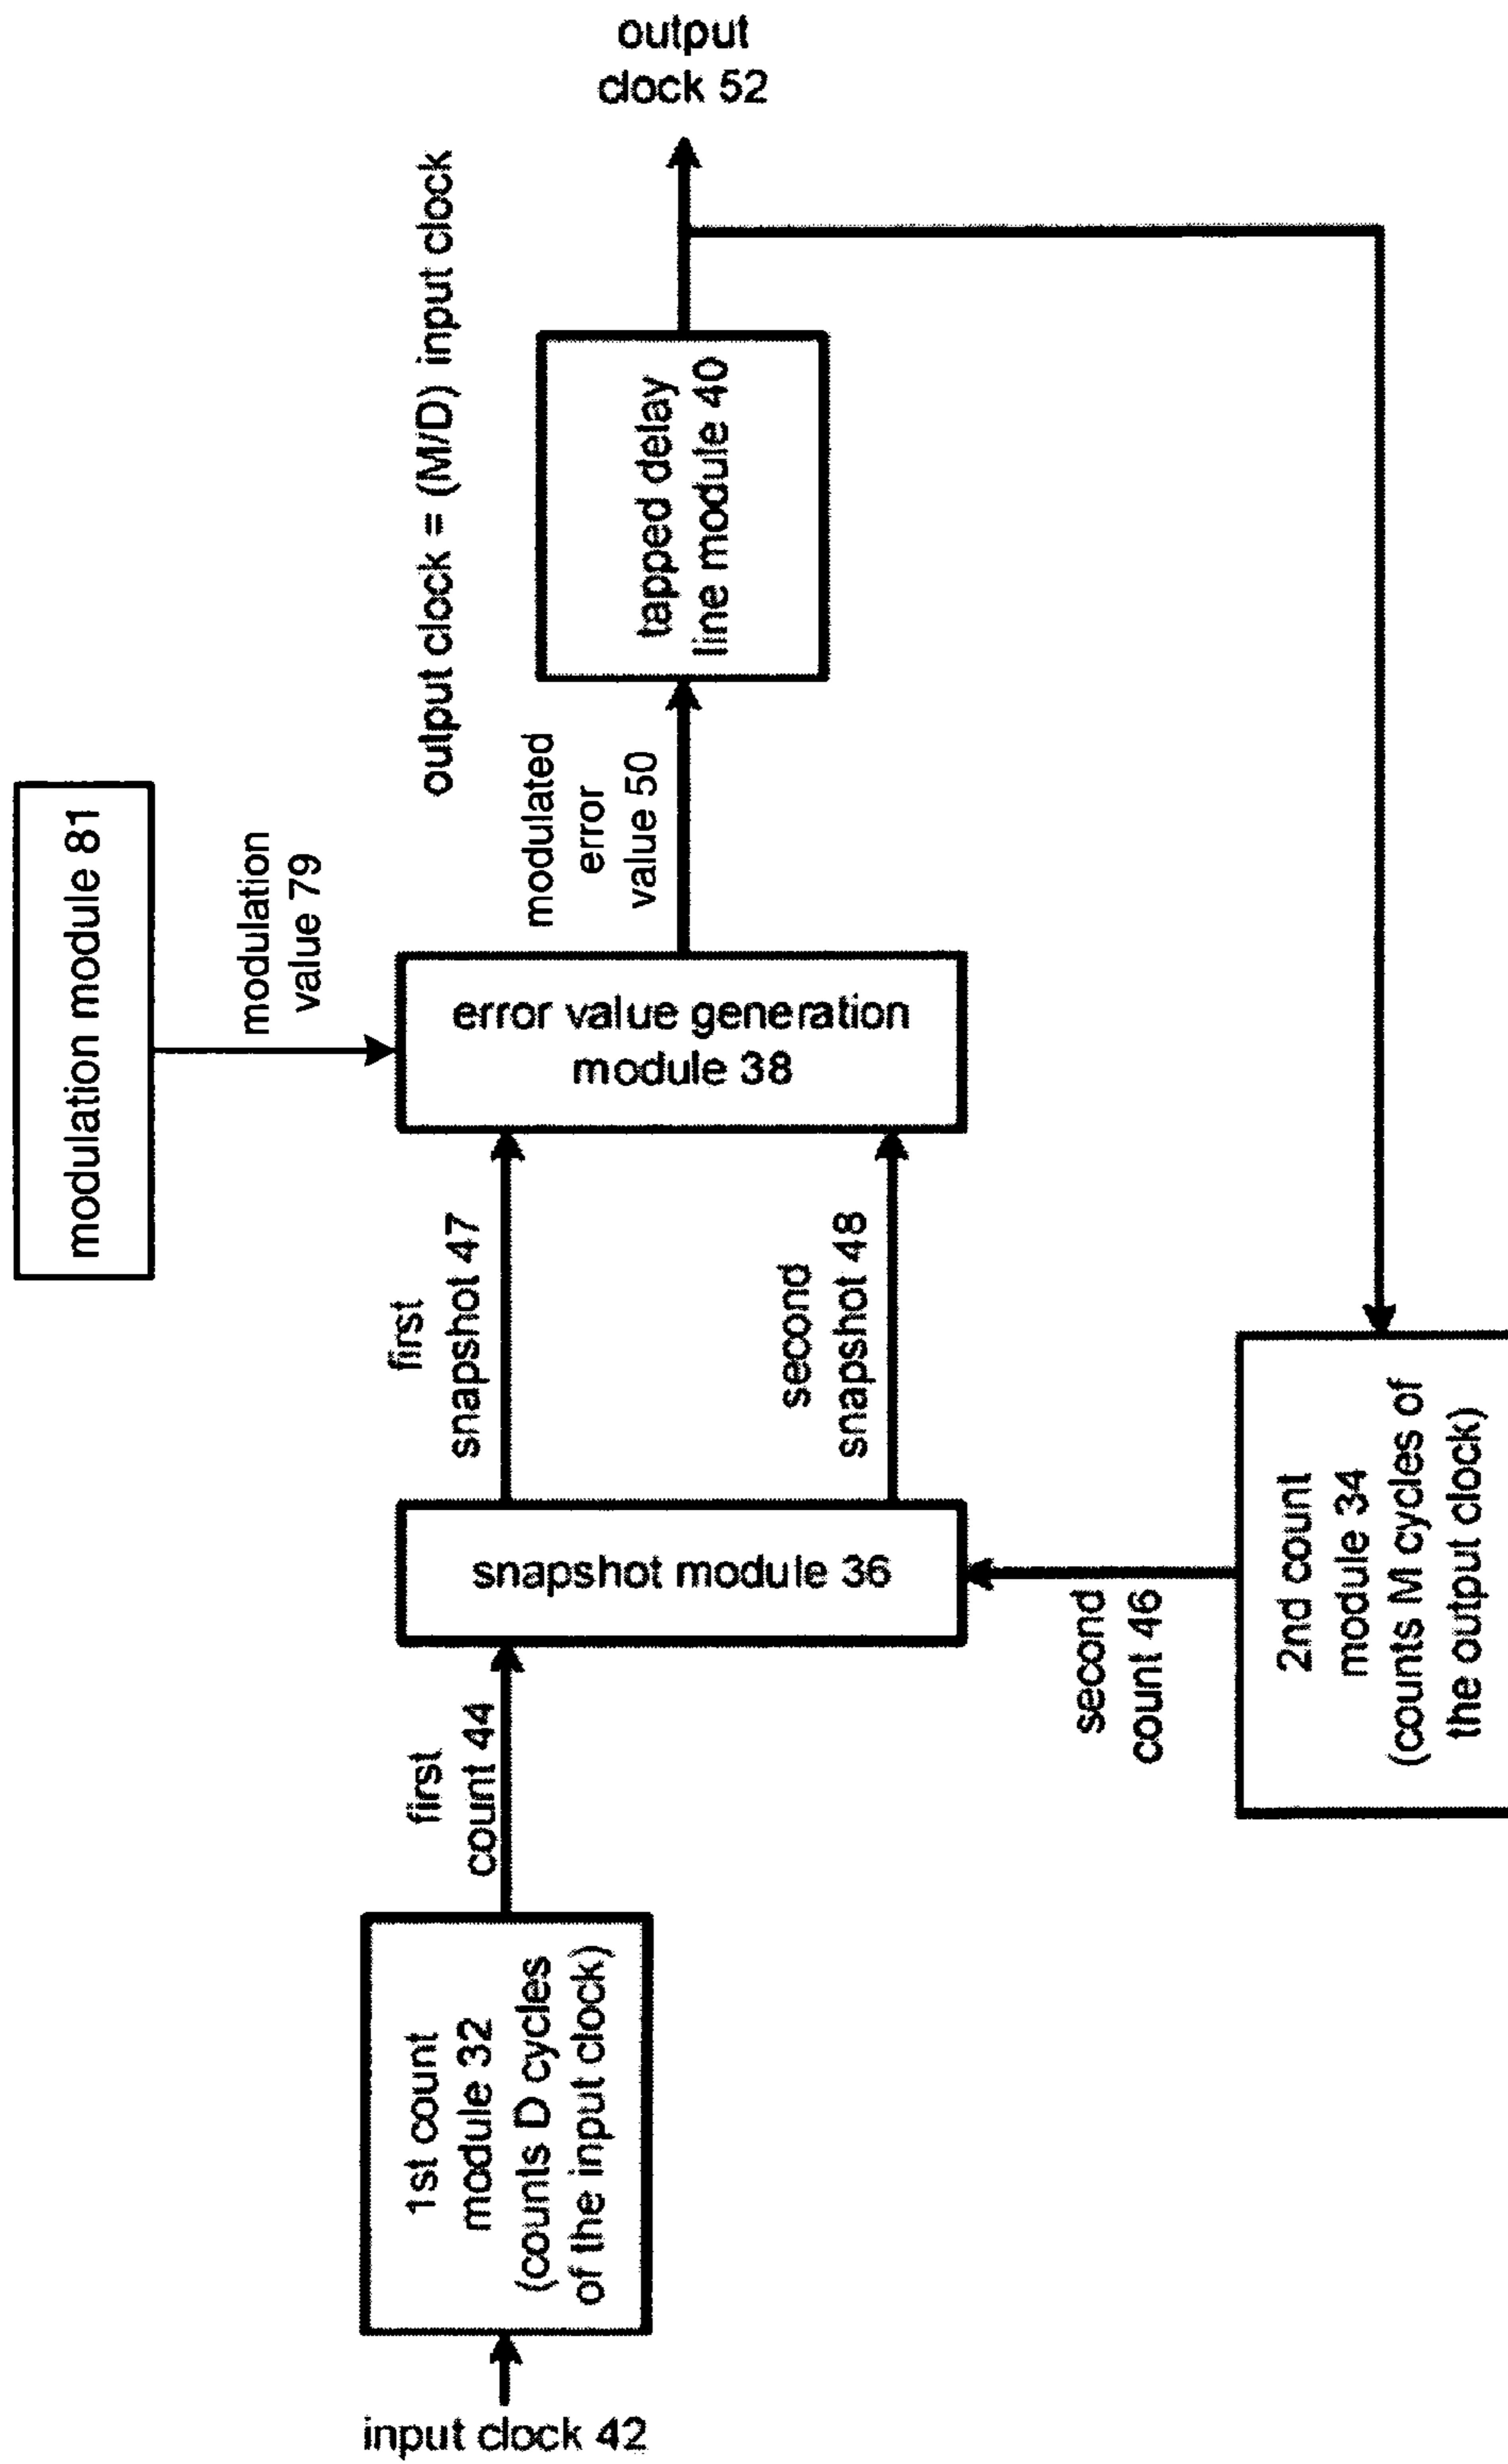 modulation module 81
modulation
value 79
output clock = (M/D) input clock
input clock 42
1st count
module 32
(counts D cycles
of the input clock)
first
count 44
snapshot module 36
first
snapshot 47
second
snapshot 48
error value generation
module 38
modulated
error
value 50
tapped delay
line module 40
output
clock 52
second
count 46
2nd count
module 34
(counts M cycles of
the output clock)